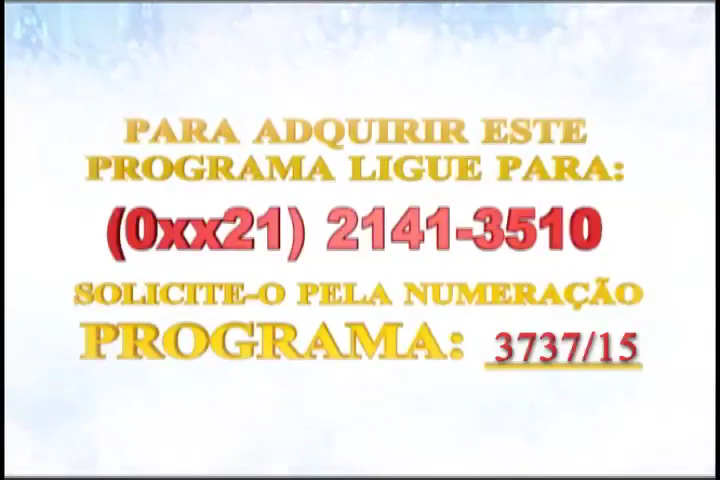 PARA ADQUIRIR ESTE
PROGRAMA LIGUE PARA:
(0xx21) 2141-3510
SOLICITE-O PELA NUMERAÇÃO
PROGRAMA: 3737/15